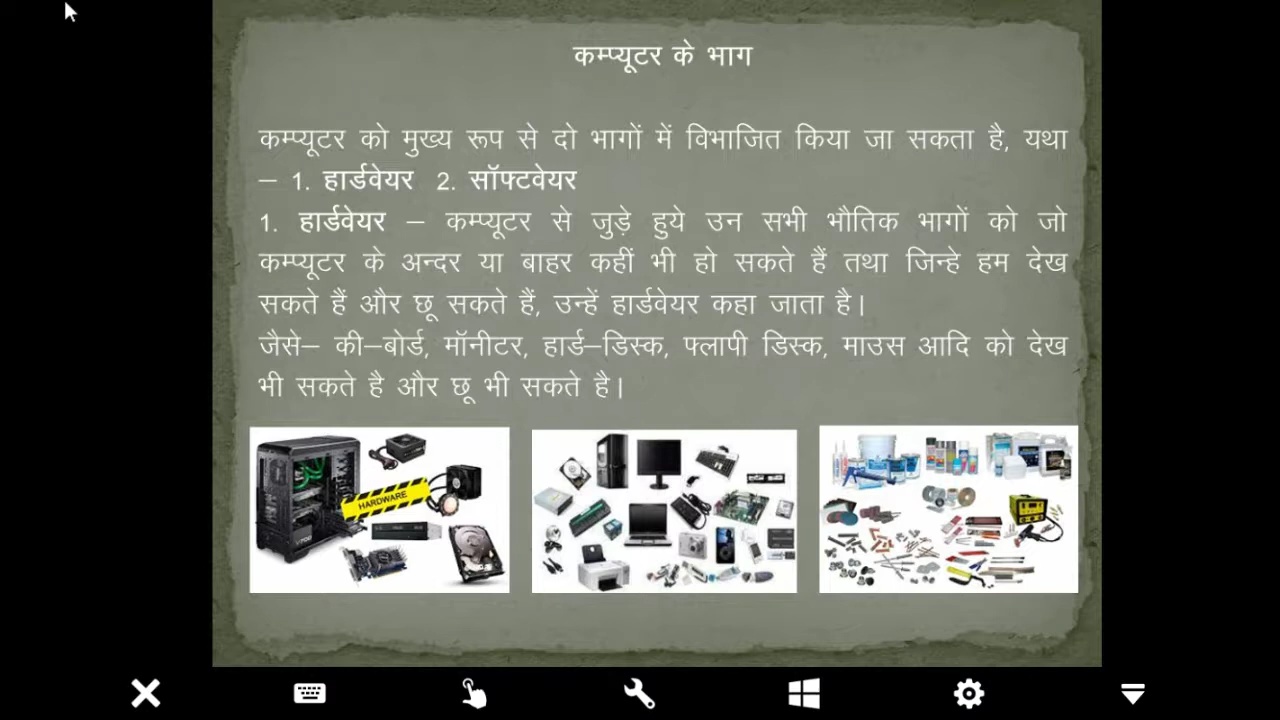 कम्प्यूटर के भाग
कम्प्यूटर को मुख्य रूप से दो भागों में विभाजित किया जा सकता है, यथा
– 1. हार्डवेयर 2. सॉफ्टवेयर
1. हार्डवेयर – कम्प्यूटर से जुड़े हुये उन सभी भौतिक भागों को जो
कम्प्यूटर के अन्दर या बाहर कहीं भी हो सकते हैं तथा जिन्हे हम देख
सकते हैं और छू सकते हैं, उन्हें हार्डवेयर कहा जाता है।
जैसे– की–बोर्ड, मॉनीटर, हार्ड–डिस्क, फ्लापी डिस्क, माउस आदि को देख
भी सकते है और छू भी सकते है।
HARDWARE